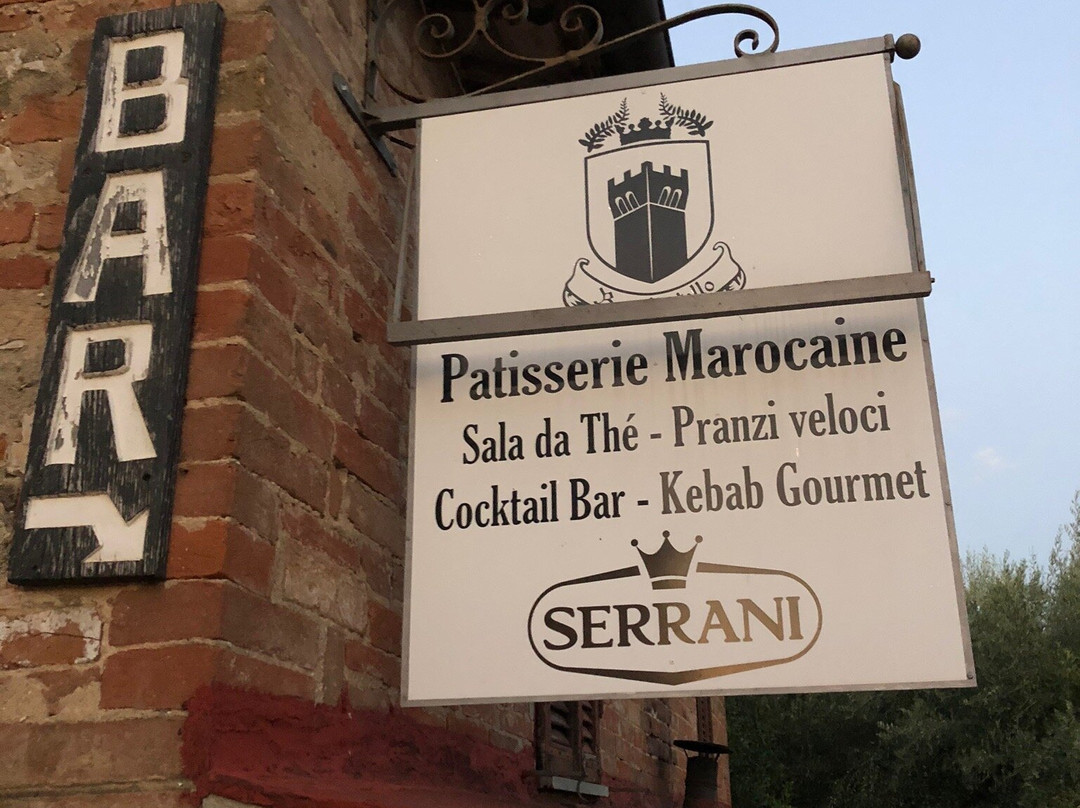 BAR
Patisserie Marocaine
Sala da Thé - Pranzi veloci
Cocktail Bar - Kebab Gourmet
SERRANI